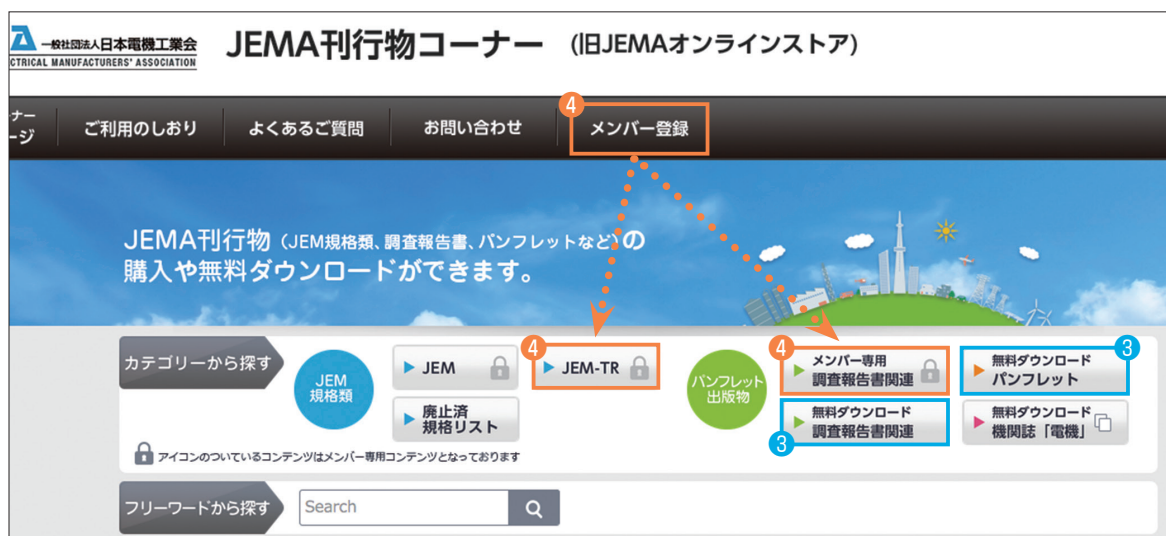 一般社団法人日本電機工業会
CTRICAL MANUFACTURERS' ASSOCIATION
JEMA刊行物コーナー (旧JEMAオンラインストア)
ナー
-ジ
ご利用のしおり
よくあるご質問
お問い合わせ
4
メンバー登録
JEMA刊行物(JEM規格類、調査報告書、パンフレットなど)の
購入や無料ダウンロードができます。
カテゴリーから探す
JEM
規格類
JEM
4
JEM-TR
廃止済
規格リスト
パンフレット
出版物
4
メンバー専用
調査報告書関連
3
無料ダウンロード
パンフレット
3
無料ダウンロード
調査報告書関連
無料ダウンロード
機関誌「電機」
アイコンのついているコンテンツはメンバー専用コンテンツとなっております
フリーワードから探す
Search